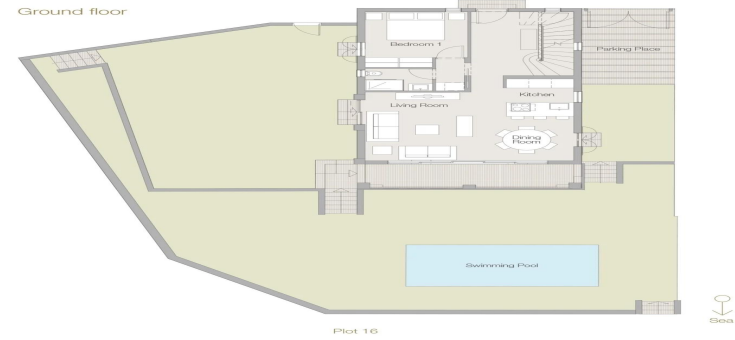 Ground floor
Bedroom 1
Parking Place
Kitchen
Living Room
Dining
Room
Swimming Pool
Sea
Plot 16